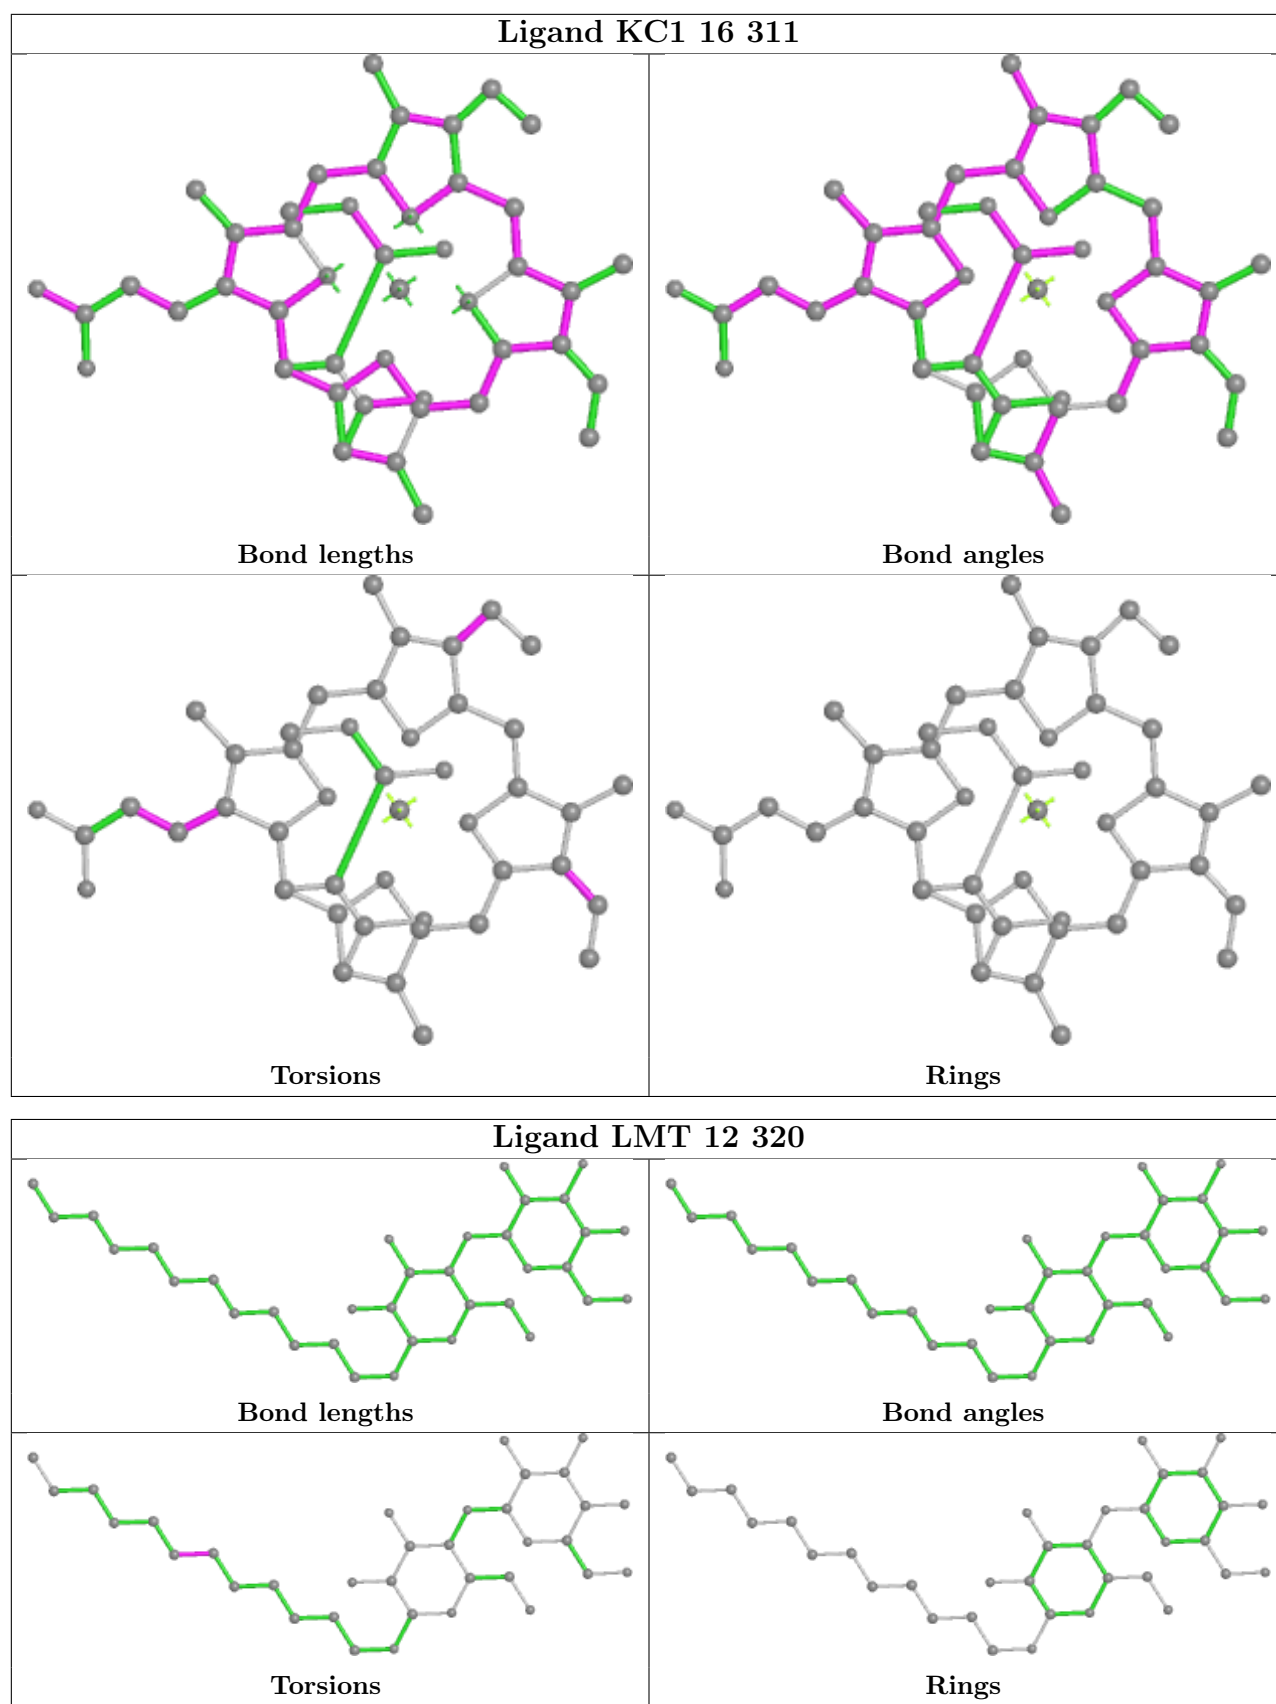 Ligand KC1 16 311
Bond lengths
Bond angles
Torsions
Rings
Ligand LMT 12 320
Bond lengths
Bond angles
Torsions
Rings